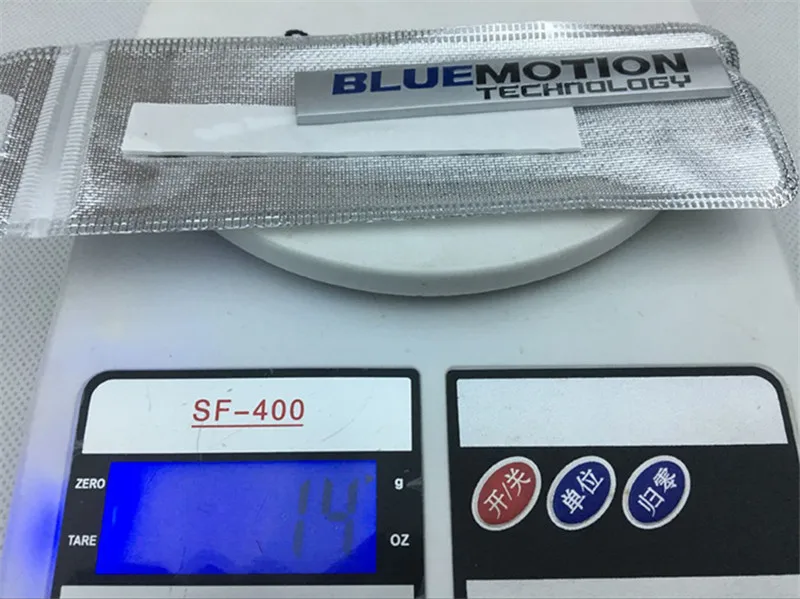 BLUEMOTION
TECHNOLOGY
SF-400
ZERO
g
14
TARE
OZ
开/关
单位
归零